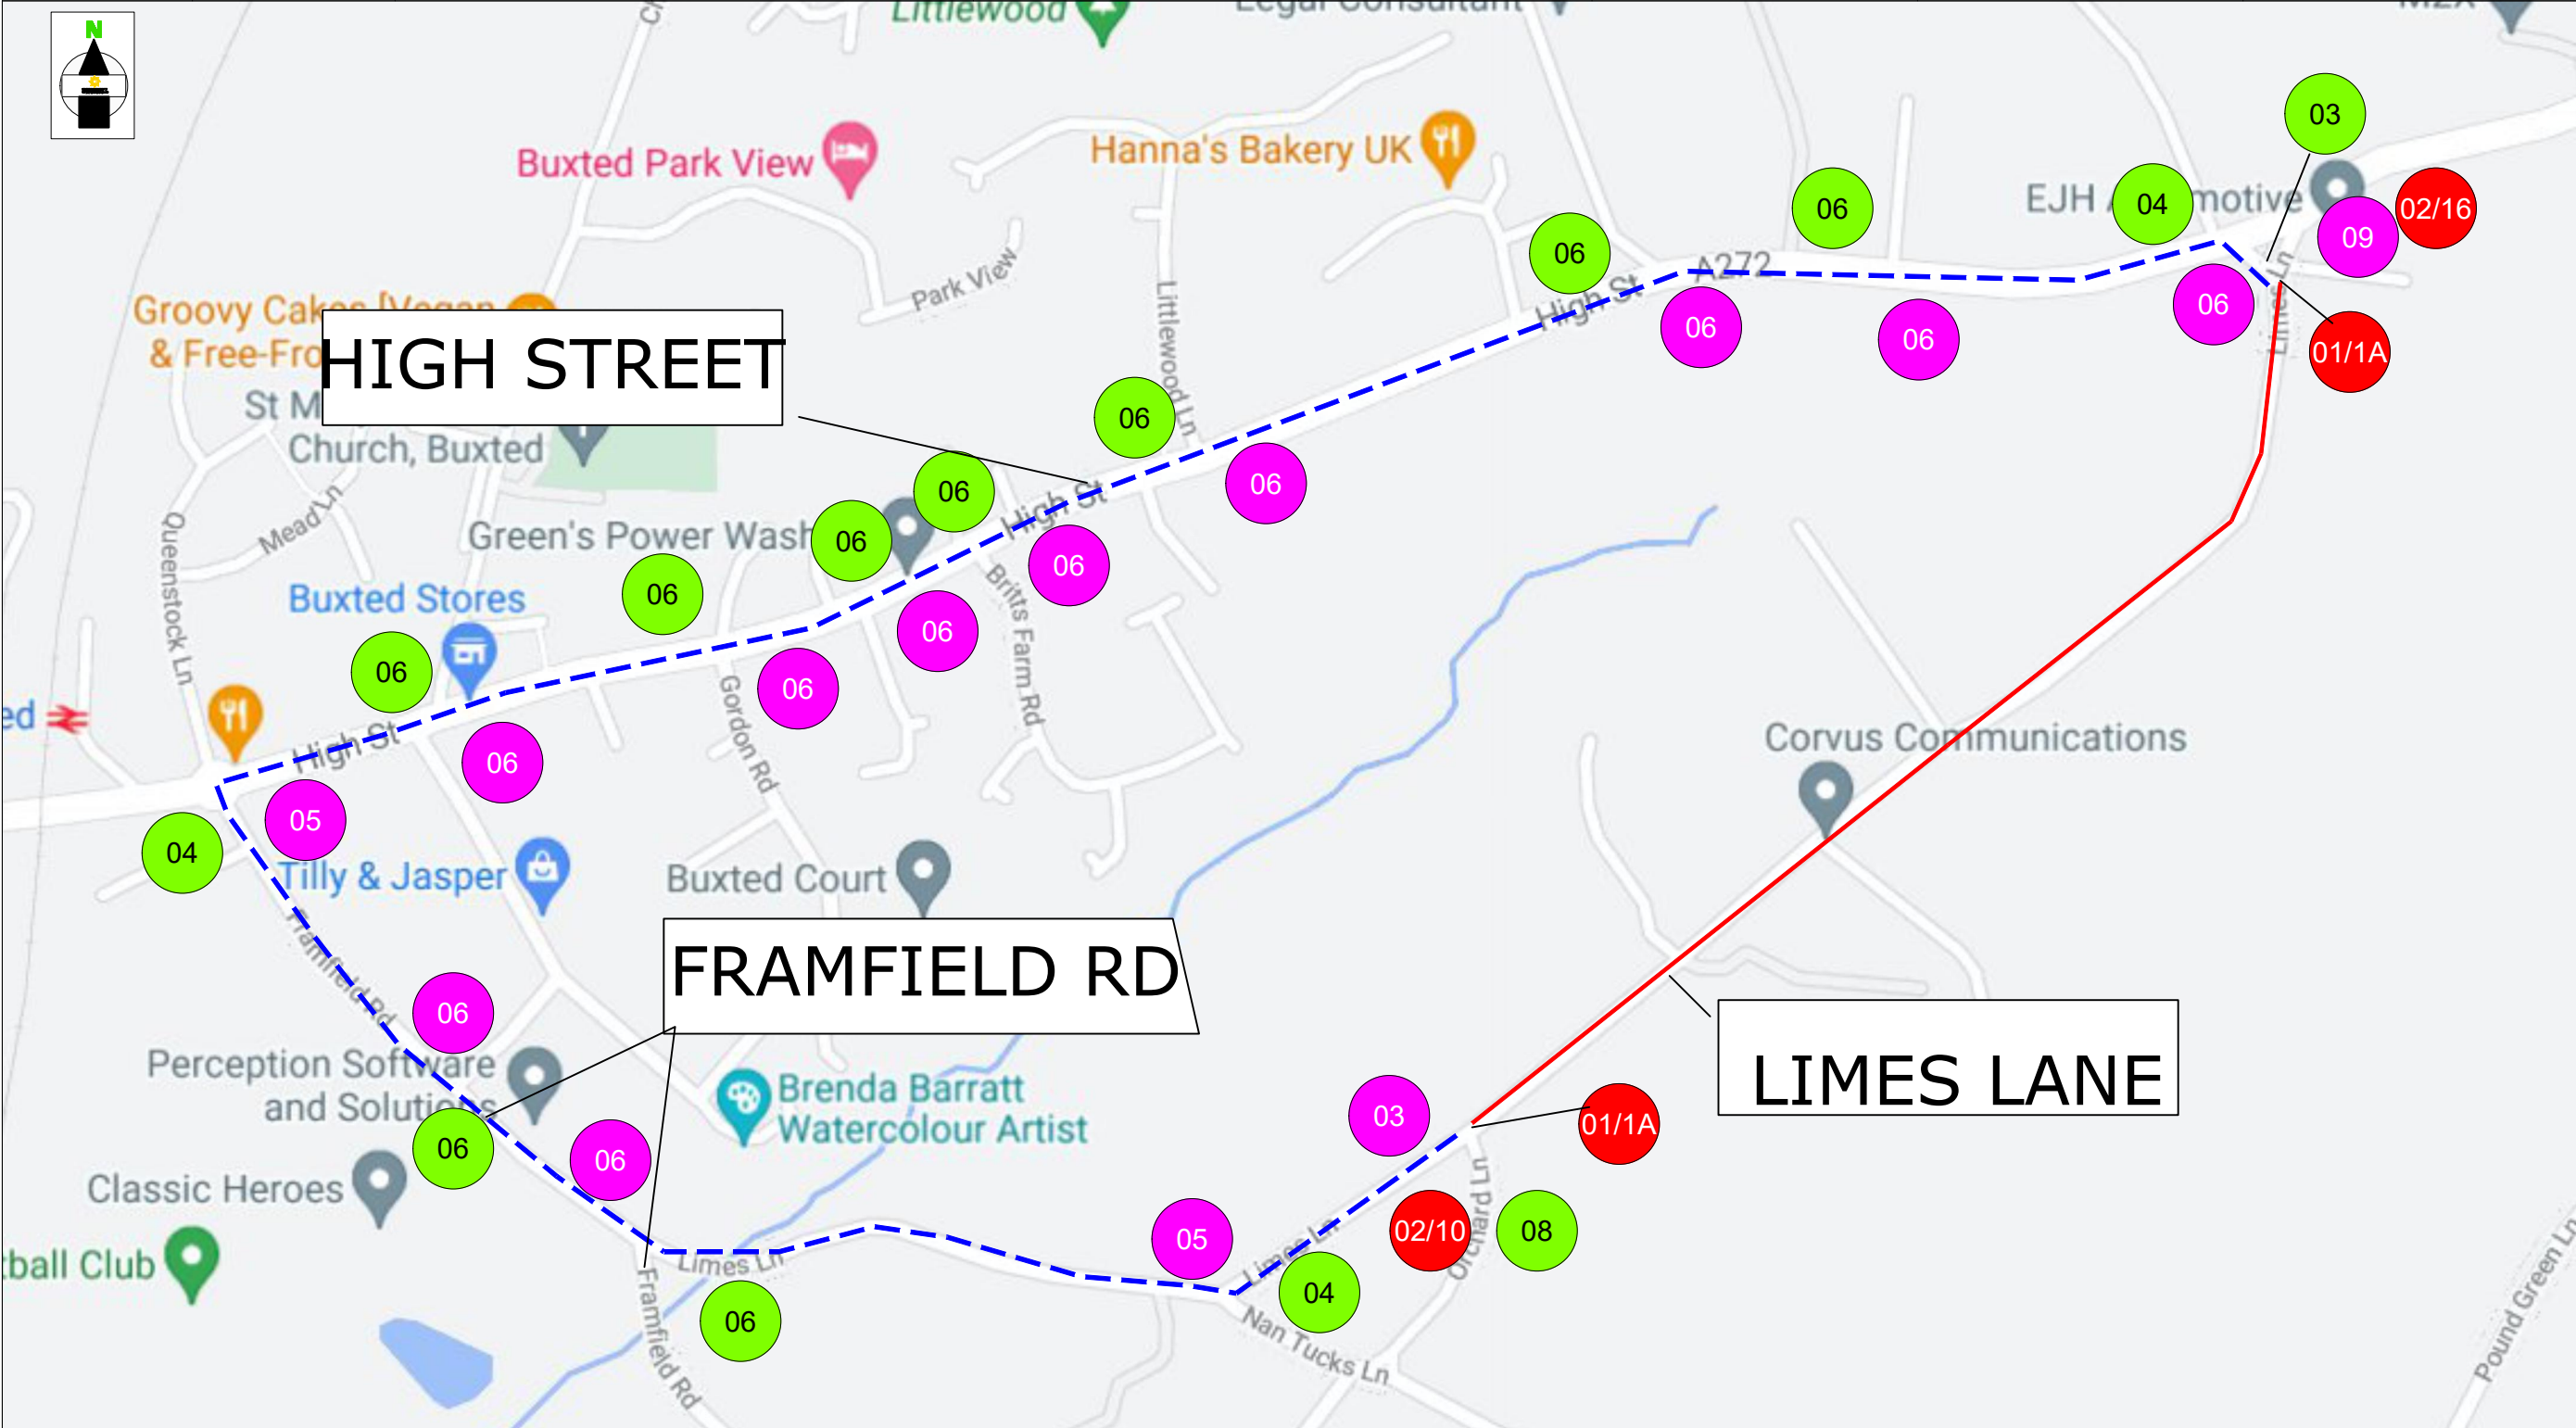 N
Littlewood
Legal Consultant
Buxted Park View
Hanna's Bakery UK
03
06
06
04
EJH A
motive
02/16
09
Park View
A272
High St
06
06
06
Limes Ln
01/1A
Groovy Cakes [Vegan
& Free-Fro
HIGH STREET
Littlewood Ln
St M
Church, Buxted
06
06
High St
06
Mead Ln
Queenstock Ln
Green's Power Wash
06
06
06
Britts Farm Rd
Buxted Stores
06
06
06
06
Gordon Rd
ed
High St
06
05
04
Corvus Communications
Tilly & Jasper
Buxted Court
Framfield Rd
FRAMFIELD RD
06
LIMES LANE
Perception Software
and Solutions
06
06
Brenda Barratt
Watercolour Artist
03
01/1A
Classic Heroes
02/10
08
Orchard Ln
05
Limes Ln
04
tball Club
Limes Ln
06
Framfield Rd
Nan Tucks Ln
Pound Green Ln